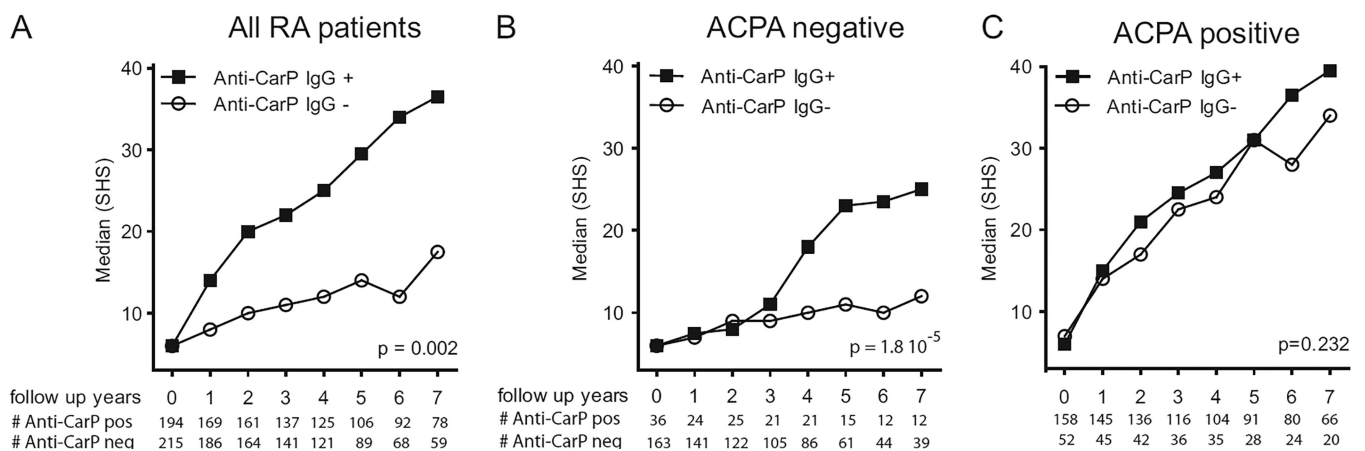 A All RA patients
40
30
20
10
Median (SHS)
Anti-CarP IgG +
Anti-CarP IgG -
p = 0.002
follow up years 0 1 2 3 4 5 6 7
# Anti-CarP pos 194 169 161 137 125 106 92 78
# Anti-CarP neg 215 186 164 141 121 89 68 59
B ACPA negative
40
30
20
10
Median (SHS)
Anti-CarP IgG+
Anti-CarP IgG-
p = 1.8 10⁻⁵
follow up years 0 1 2 3 4 5 6 7
# Anti-CarP pos 36 24 25 21 21 15 12 12
# Anti-CarP neg 163 141 122 105 86 61 44 39
C ACPA positive
40
30
20
10
Median (SHS)
Anti-CarP IgG+
Anti-CarP IgG-
p=0.232
0 1 2 3 4 5 6 7
158 145 136 116 104 91 80 66
52 45 42 36 35 28 24 20